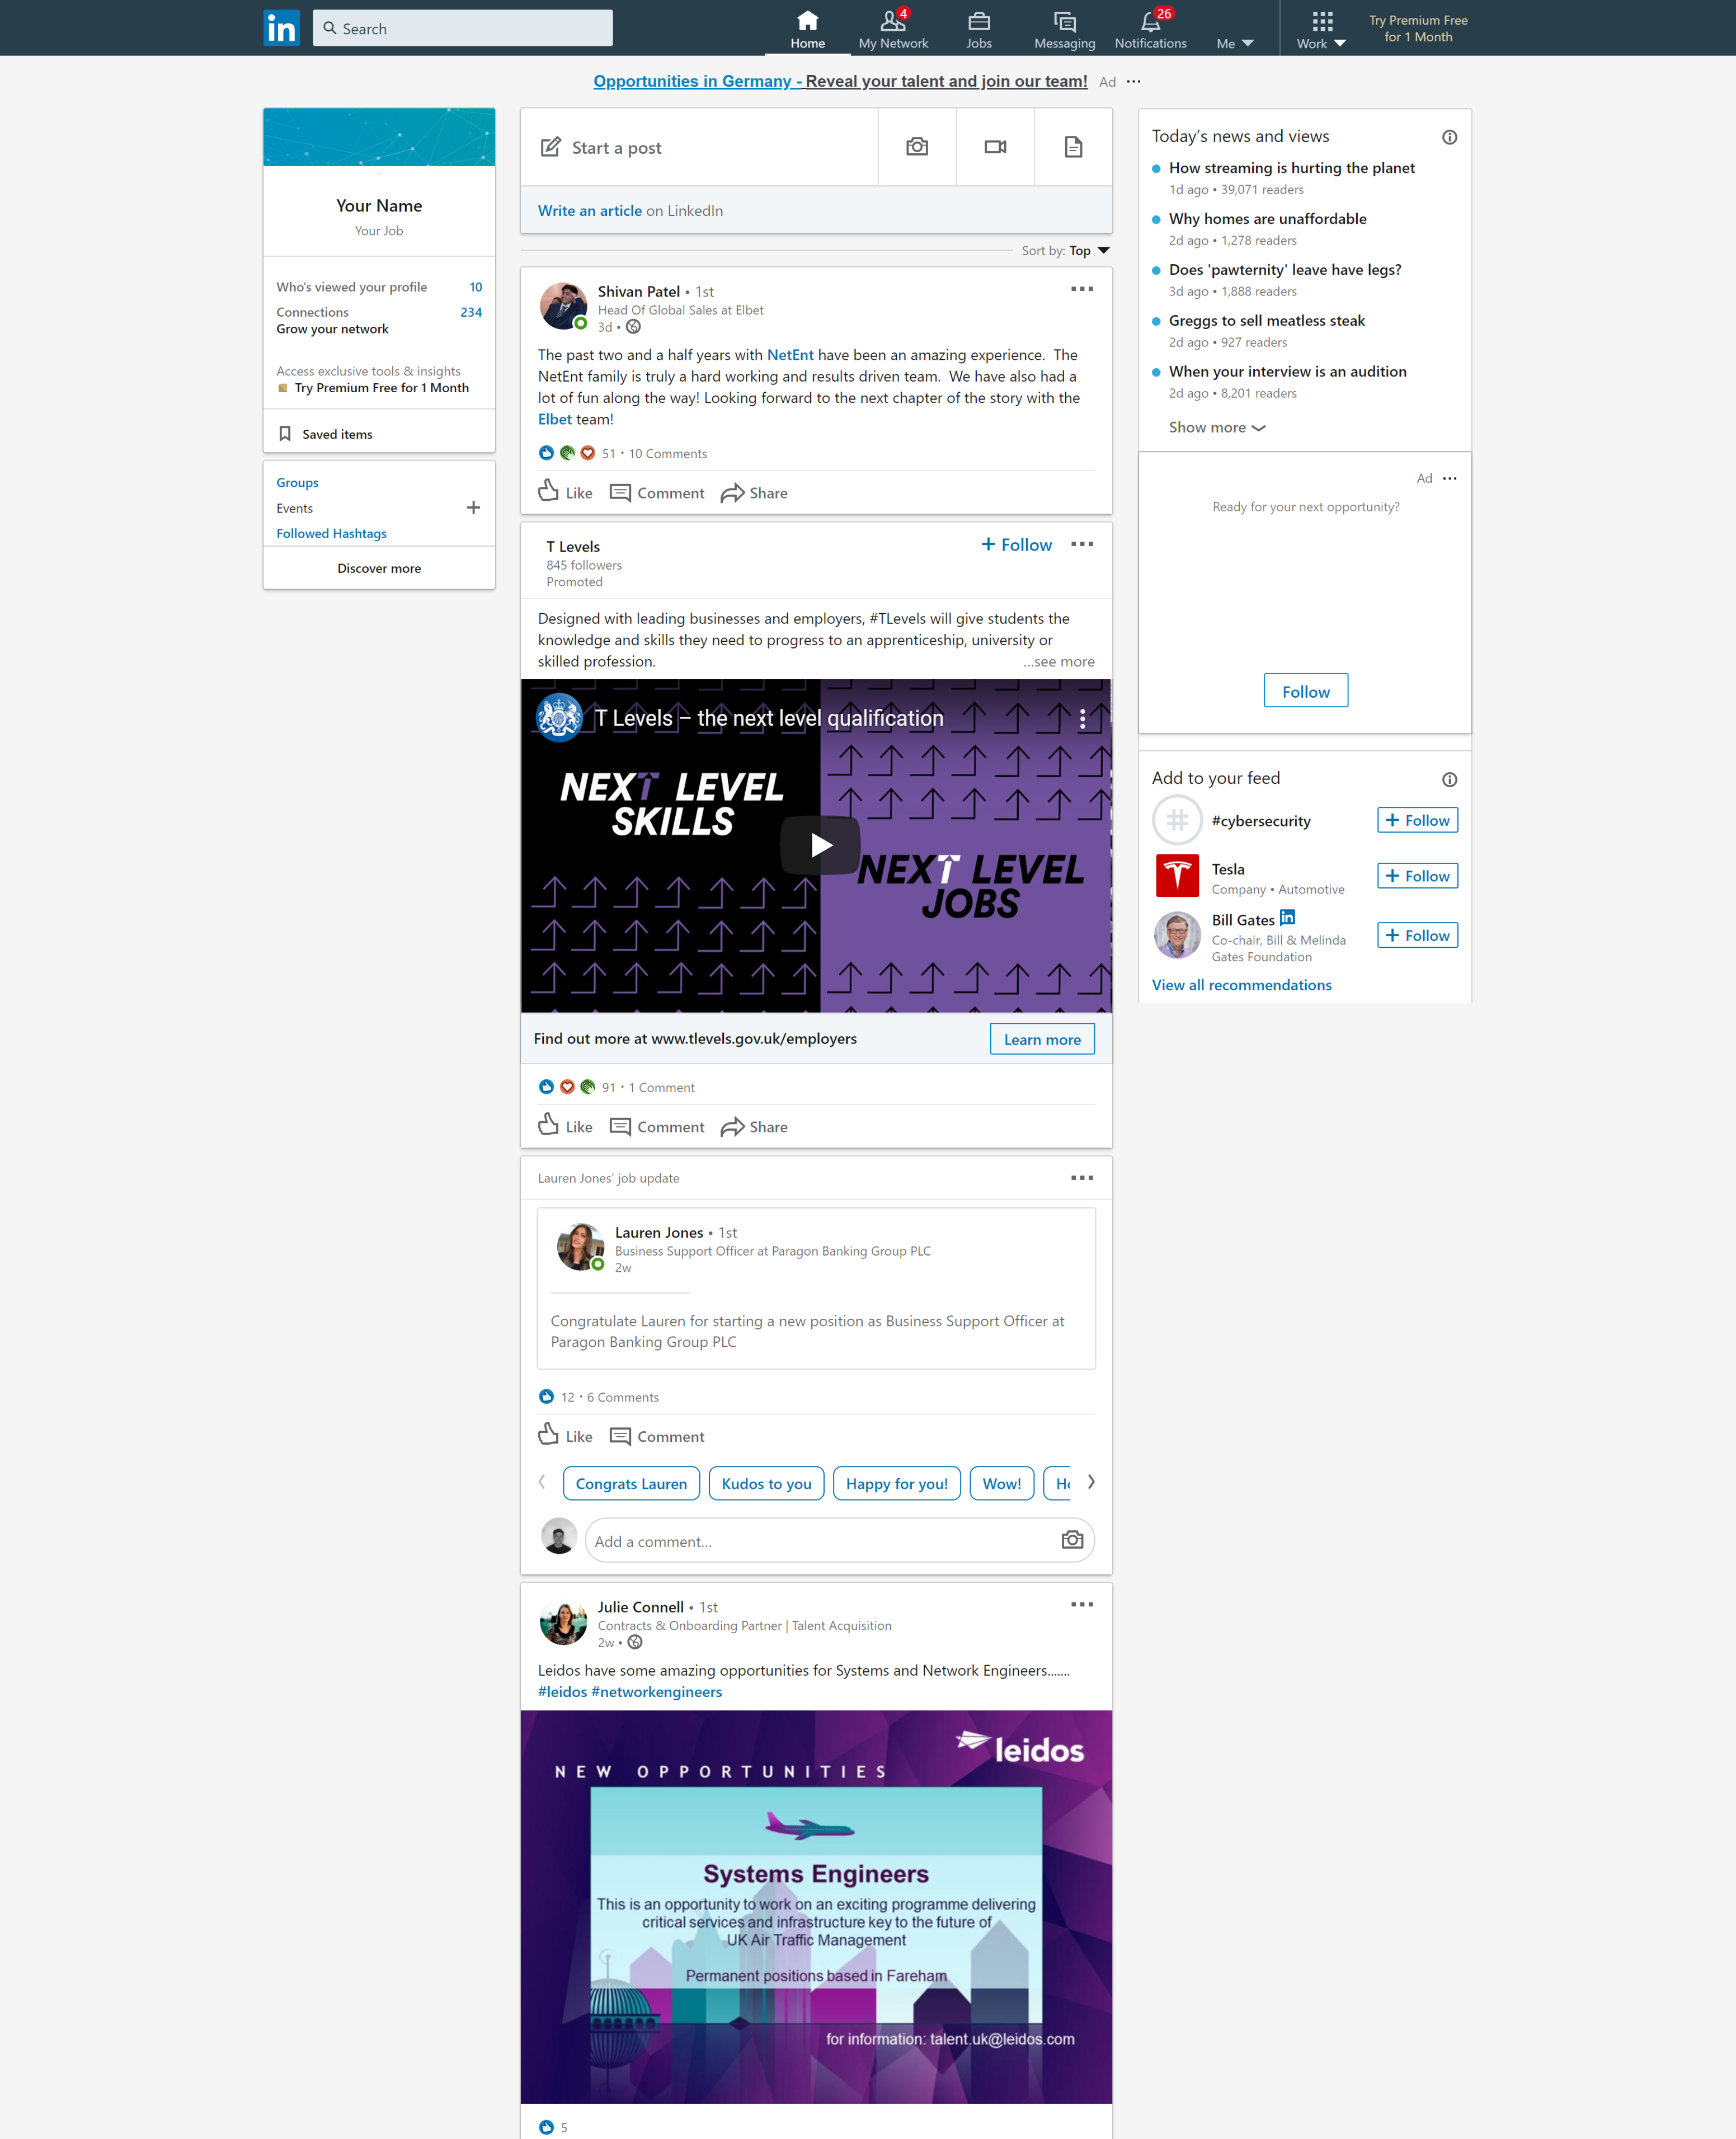 in
Search
Home
4
My Network
Jobs
Messaging
26
Notifications
Me
Work
Try Premium Free
for 1 Month
Opportunities in Germany - Reveal your talent and join our team! Ad
Your Name
Your Job
Who's viewed your profile 10
Connections 234
Grow your network
Access exclusive tools & insights
Try Premium Free for 1 Month
Saved items
Groups
Events +
Followed Hashtags
Discover more
Start a post
Write an article on LinkedIn
Sort by: Top
Shivan Patel • 1st
Head Of Global Sales at Elbet
3d •
The past two and a half years with NetEnt have been an amazing experience. The
NetEnt family is truly a hard working and results driven team. We have also had a
lot of fun along the way! Looking forward to the next chapter of the story with the
Elbet team!
51 • 10 Comments
Like Comment Share
T Levels
845 followers
Promoted
+ Follow
Designed with leading businesses and employers, #TLevels will give students the
knowledge and skills they need to progress to an apprenticeship, university or
skilled profession. ...see more
T Levels – the next level qualification
NEXT LEVEL
SKILLS
NEXT LEVEL
JOBS
Find out more at www.tlevels.gov.uk/employers
Learn more
91 • 1 Comment
Like Comment Share
Lauren Jones' job update
Lauren Jones • 1st
Business Support Officer at Paragon Banking Group PLC
2w
Congratulate Lauren for starting a new position as Business Support Officer at
Paragon Banking Group PLC
12 • 6 Comments
Like Comment
Congrats Lauren Kudos to you Happy for you! Wow!
Add a comment...
Julie Connell • 1st
Contracts & Onboarding Partner | Talent Acquisition
2w •
Leidos have some amazing opportunities for Systems and Network Engineers.......
#leidos #networkengineers
leidos
NEW OPPORTUNITIES
Systems Engineers
This is an opportunity to work on an exciting programme delivering
critical services and infrastructure key to the future of
UK Air Traffic Management
Permanent positions based in Fareham
for information: talent.uk@leidos.com
5
Today's news and views
How streaming is hurting the planet
1d ago • 39,071 readers
Why homes are unaffordable
2d ago • 1,278 readers
Does 'pawternity' leave have legs?
3d ago • 1,888 readers
Greggs to sell meatless steak
2d ago • 927 readers
When your interview is an audition
2d ago • 8,201 readers
Show more
Ad
Ready for your next opportunity?
Follow
Add to your feed
#
#cybersecurity
+ Follow
Tesla
Company • Automotive
+ Follow
Bill Gates in
Co-chair, Bill & Melinda
Gates Foundation
+ Follow
View all recommendations